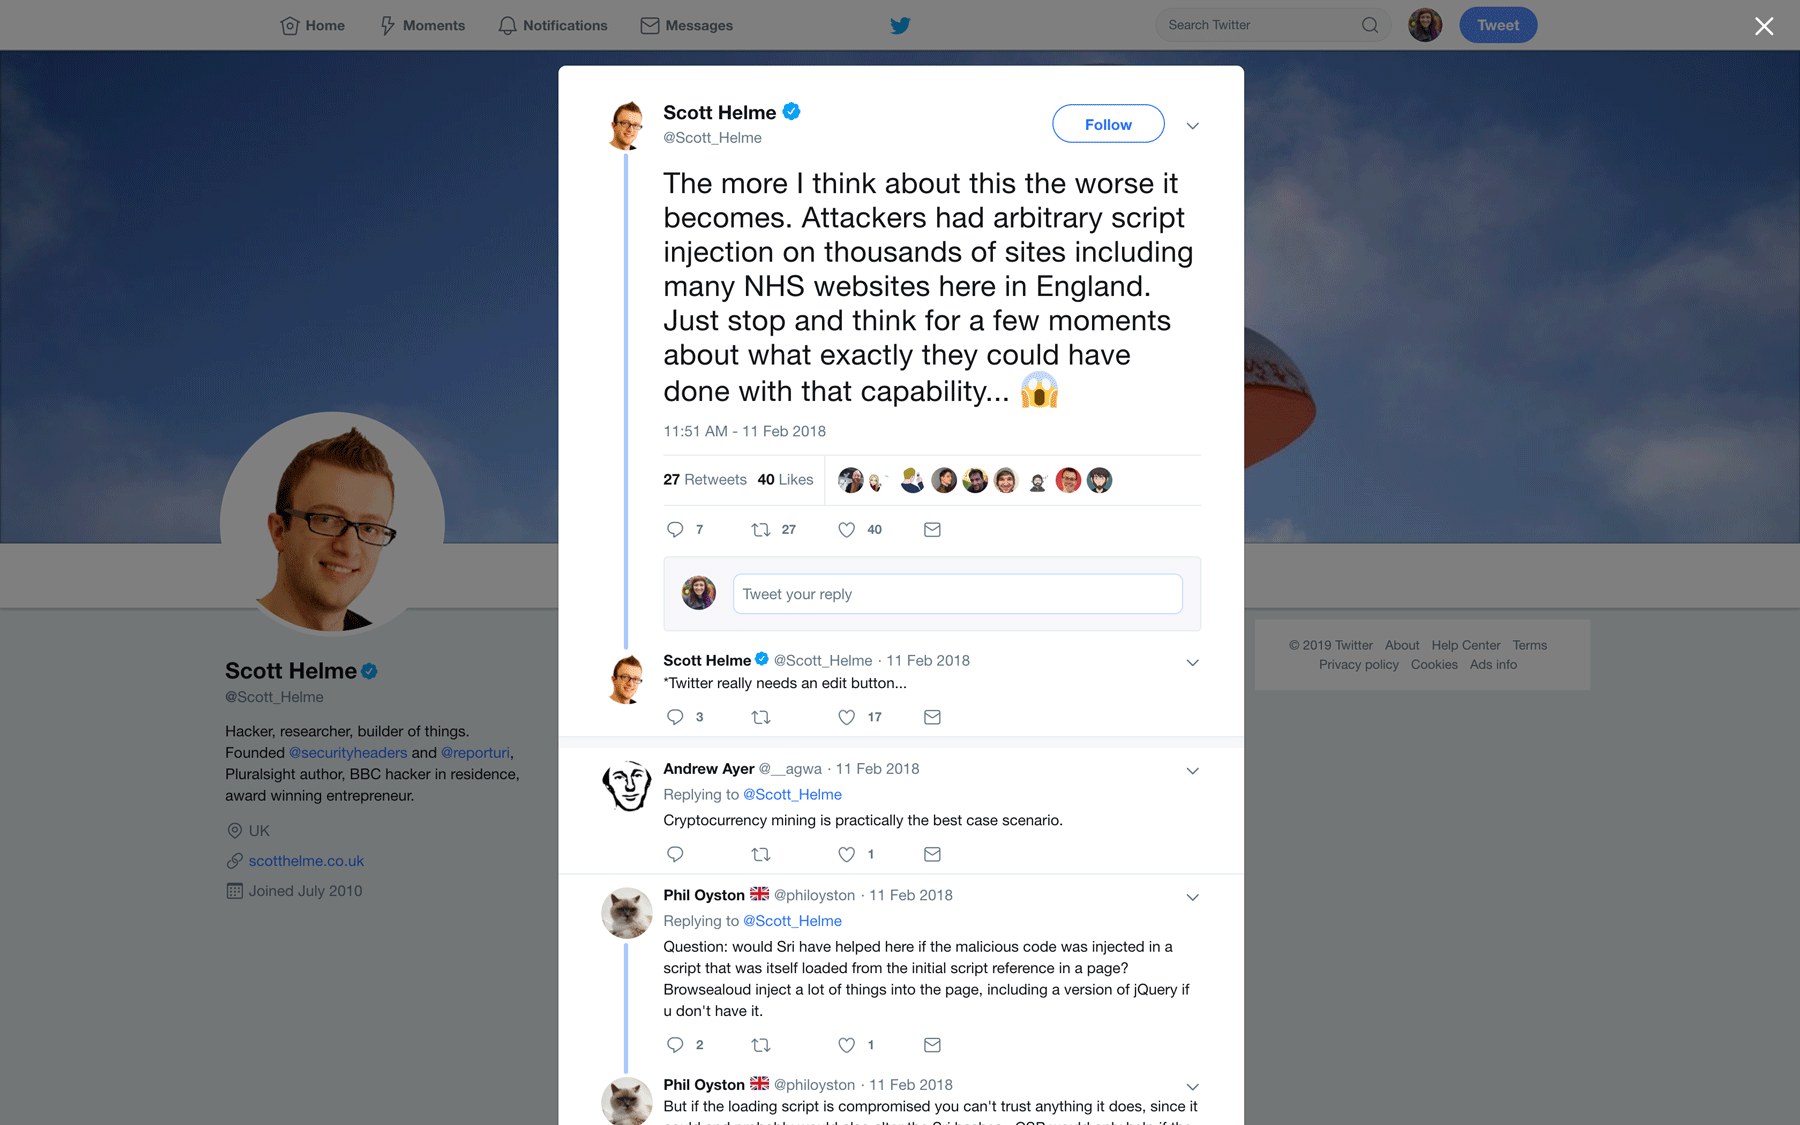 Home
Moments
Notifications
Messages
Search Twitter
Tweet
Scott Helme
@Scott_Helme
Follow
The more I think about this the worse it
becomes. Attackers had arbitrary script
injection on thousands of sites including
many NHS websites here in England.
Just stop and think for a few moments
about what exactly they could have
done with that capability... 😱
11:51 AM - 11 Feb 2018
27 Retweets 40 Likes
7 27 40
Tweet your reply
Scott Helme @Scott_Helme · 11 Feb 2018
*Twitter really needs an edit button...
3 17
Andrew Ayer @__agwa · 11 Feb 2018
Replying to @Scott_Helme
Cryptocurrency mining is practically the best case scenario.
1
Phil Oyston 🇬🇧 @philoyston · 11 Feb 2018
Replying to @Scott_Helme
Question: would Sri have helped here if the malicious code was injected in a
script that was itself loaded from the initial script reference in a page?
Browsealoud inject a lot of things into the page, including a version of jQuery if
u don't have it.
2 1
Phil Oyston 🇬🇧 @philoyston · 11 Feb 2018
But if the loading script is compromised you can't trust anything it does, since it
Scott Helme
@Scott_Helme
Hacker, researcher, builder of things.
Founded @securityheaders and @reporturi,
Pluralsight author, BBC hacker in residence,
award winning entrepreneur.
UK
scotthelme.co.uk
Joined July 2010
© 2019 Twitter About Help Center Terms
Privacy policy Cookies Ads info